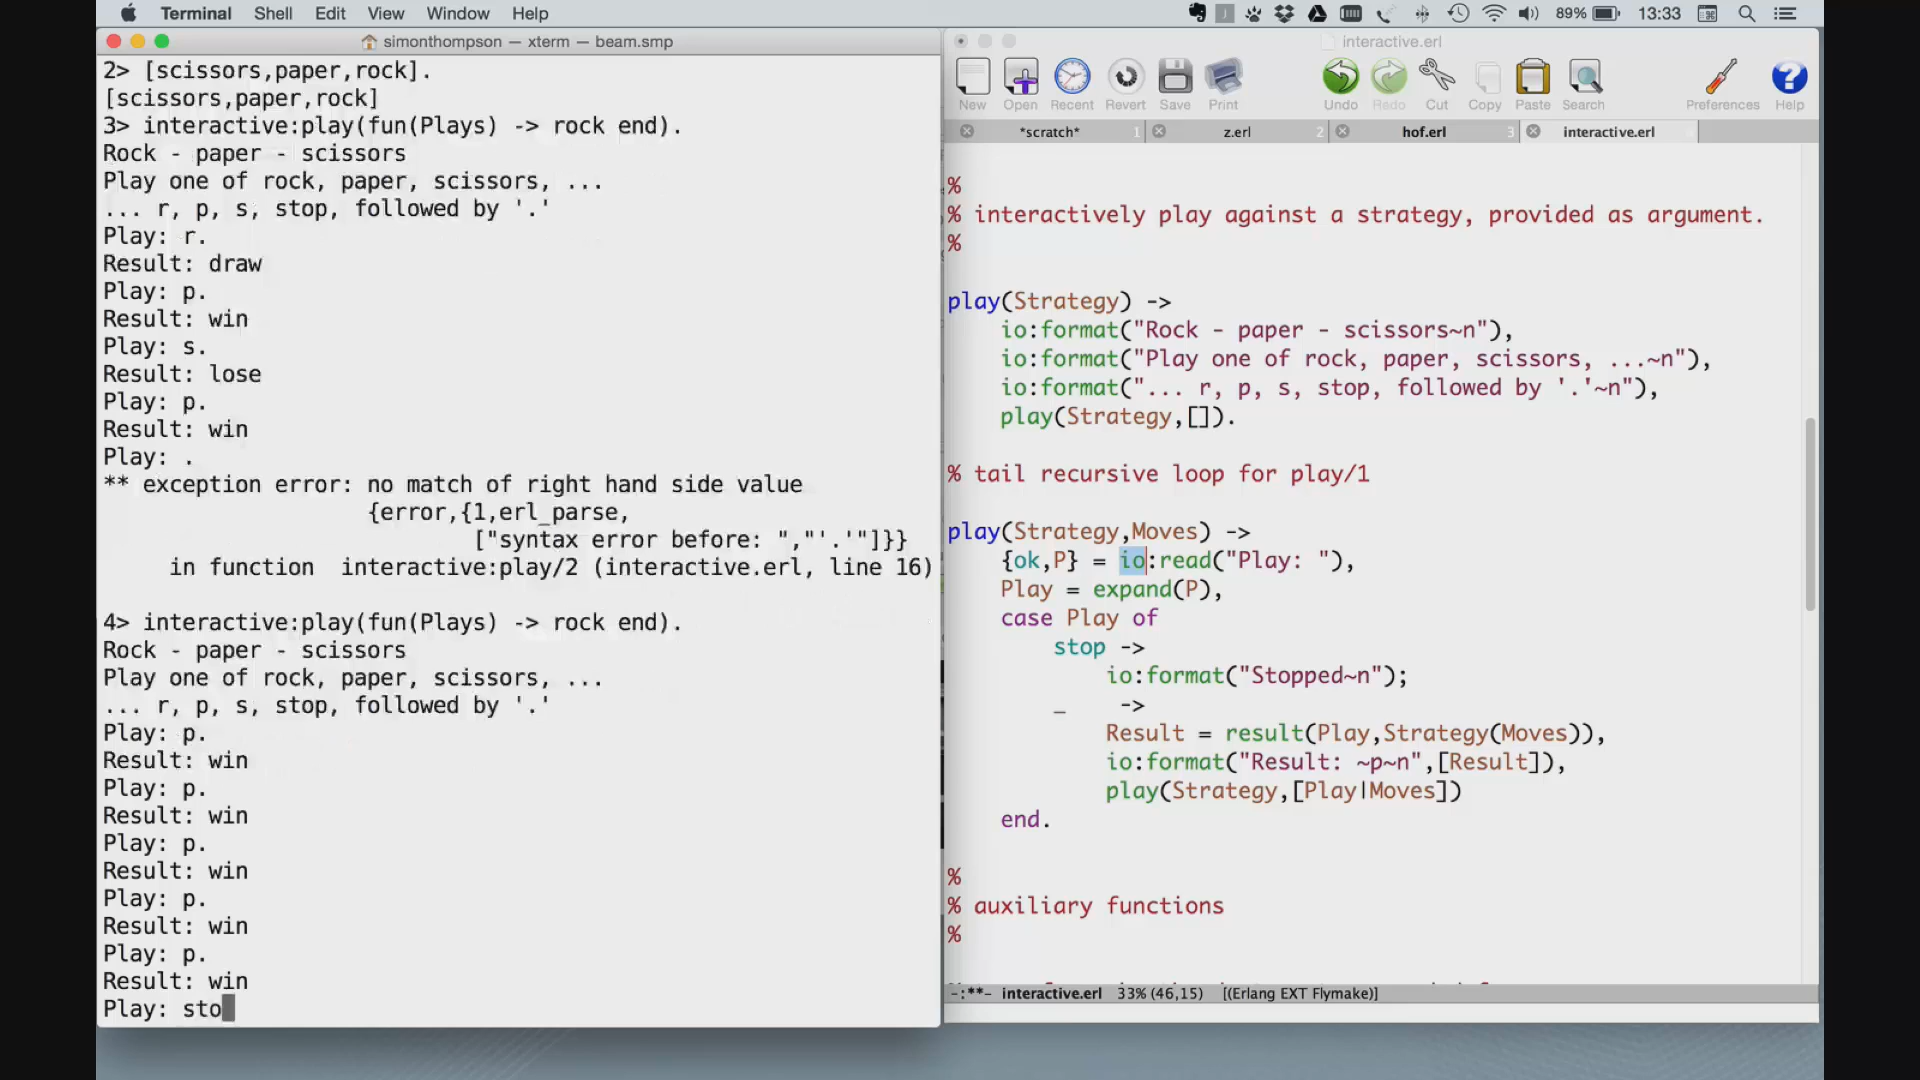 Terminal Shell Edit View Window Help 89% 13:33
simonthompson — xterm — beam.smp
2> [scissors,paper,rock].
[scissors,paper,rock]
3> interactive:play(fun(Plays) -> rock end).
Rock - paper - scissors
Play one of rock, paper, scissors, ...
... r, p, s, stop, followed by '.'
Play: r.
Result: draw
Play: p.
Result: win
Play: s.
Result: lose
Play: p.
Result: win
Play: .
** exception error: no match of right hand side value
{error,{1,erl_parse,
["syntax error before: ","'.'"]}}
in function  interactive:play/2 (interactive.erl, line 16)
4> interactive:play(fun(Plays) -> rock end).
Rock - paper - scissors
Play one of rock, paper, scissors, ...
... r, p, s, stop, followed by '.'
Play: p.
Result: win
Play: p.
Result: win
Play: p.
Result: win
Play: p.
Result: win
Play: p.
Result: win
Play: sto
interactive.erl
New Open Recent Revert Save Print Undo Redo Cut Copy Paste Search Preferences Help
*scratch* 1 z.erl 2 hof.erl 3 interactive.erl
%
% interactively play against a strategy, provided as argument.
%
play(Strategy) ->
io:format("Rock - paper - scissors~n"),
io:format("Play one of rock, paper, scissors, ...~n"),
io:format("... r, p, s, stop, followed by '.'~n"),
play(Strategy,[]).
% tail recursive loop for play/1
play(Strategy,Moves) ->
{ok,P} = io:read("Play: "),
Play = expand(P),
case Play of
stop ->
io:format("Stopped~n");
_    ->
Result = result(Play,Strategy(Moves)),
io:format("Result: ~p~n",[Result]),
play(Strategy,[Play|Moves])
end.
%
% auxiliary functions
%
-:**- interactive.erl 33% (46,15) [(Erlang EXT Flymake)]